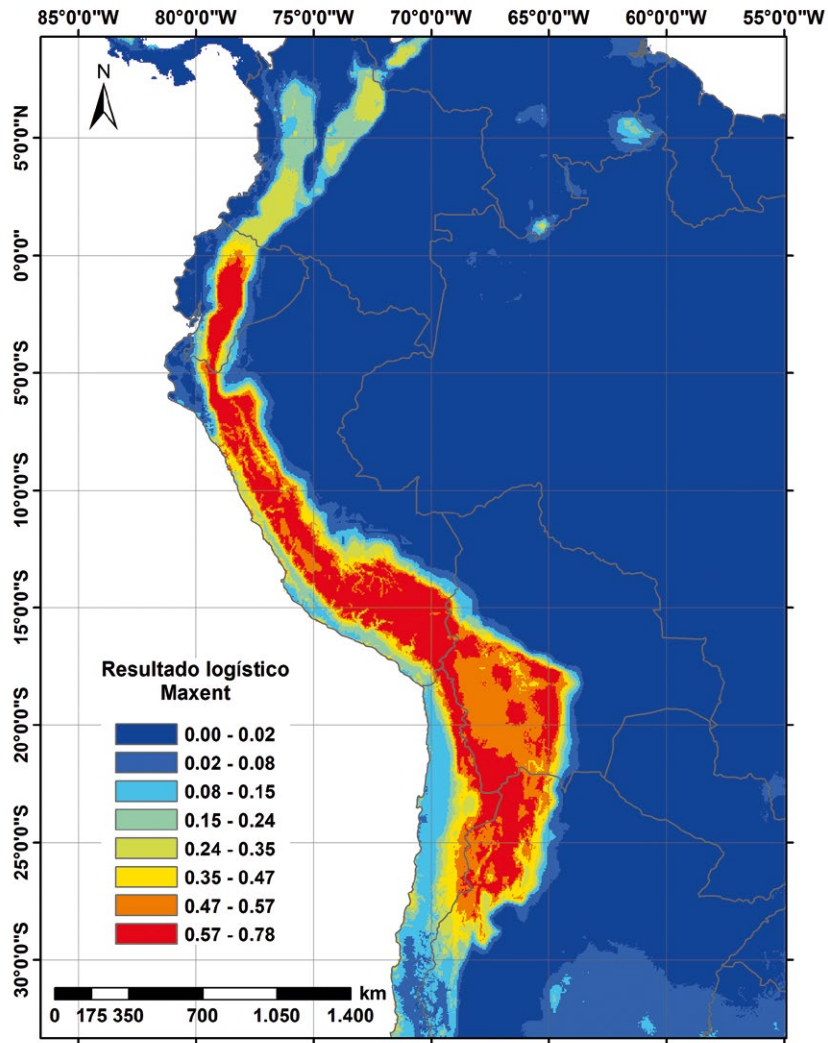 85°0'0"W 80°0'0"W 75°0'0"W 70°0'0"W 65°0'0"W 60°0'0"W 55°0'0"W
N
5°0'0"N
0°0'0"
5°0'0"S
10°0'0"S
15°0'0"S
20°0'0"S
25°0'0"S
30°0'0"S
Resultado logístico
Maxent
0.00 - 0.02
0.02 - 0.08
0.08 - 0.15
0.15 - 0.24
0.24 - 0.35
0.35 - 0.47
0.47 - 0.57
0.57 - 0.78
km
0 175 350 700 1.050 1.400